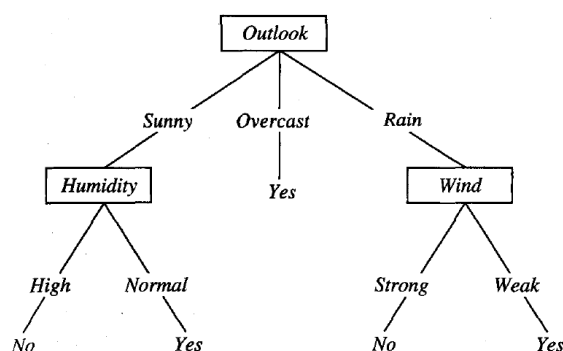 Outlook
Sunny Overcast Rain
Humidity Yes Wind
High Normal Strong Weak
No Yes No Yes